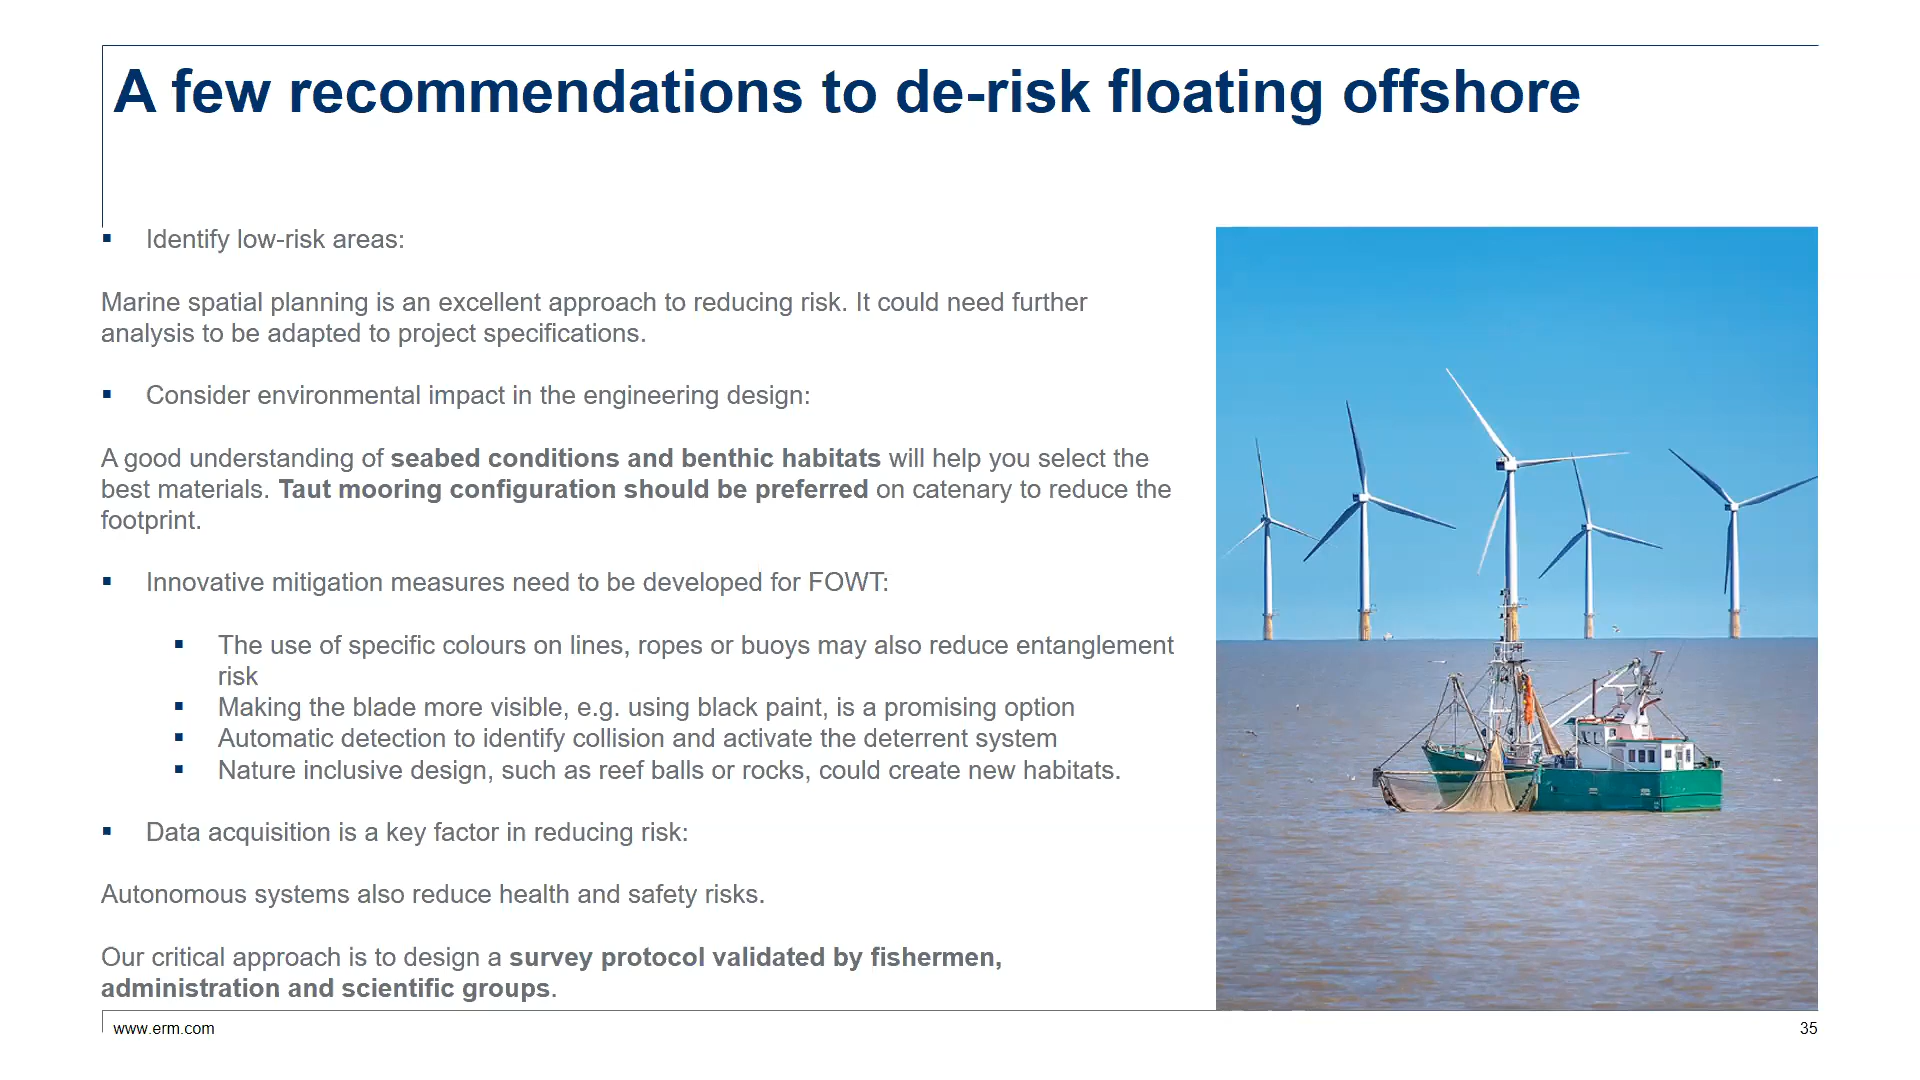 A few recommendations to de-risk floating offshore
▪ Identify low-risk areas:
Marine spatial planning is an excellent approach to reducing risk. It could need further
analysis to be adapted to project specifications.
▪ Consider environmental impact in the engineering design:
A good understanding of seabed conditions and benthic habitats will help you select the
best materials. Taut mooring configuration should be preferred on catenary to reduce the
footprint.
▪ Innovative mitigation measures need to be developed for FOWT:
▪ The use of specific colours on lines, ropes or buoys may also reduce entanglement
risk
▪ Making the blade more visible, e.g. using black paint, is a promising option
▪ Automatic detection to identify collision and activate the deterrent system
▪ Nature inclusive design, such as reef balls or rocks, could create new habitats.
▪ Data acquisition is a key factor in reducing risk:
Autonomous systems also reduce health and safety risks.
Our critical approach is to design a survey protocol validated by fishermen,
administration and scientific groups.
www.erm.com
35